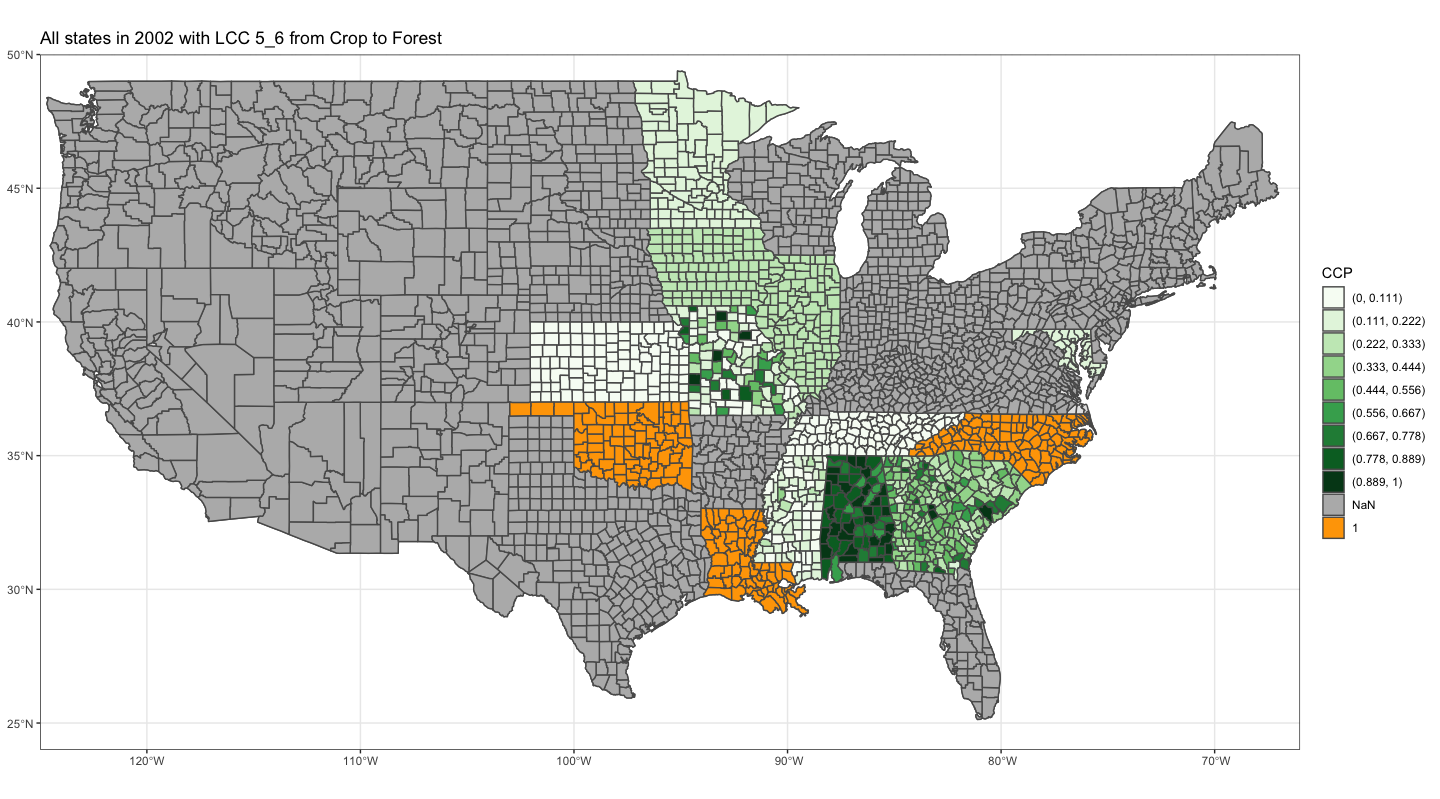 All states in 2002 with LCC 5_6 from Crop to Forest
50°N
45°N
40°N
35°N
30°N
25°N
120°W
110°W
100°W
90°W
80°W
70°W
CCP
(0, 0.111)
(0.111, 0.222)
(0.222, 0.333)
(0.333, 0.444)
(0.444, 0.556)
(0.556, 0.667)
(0.667, 0.778)
(0.778, 0.889)
(0.889, 1)
NaN
1